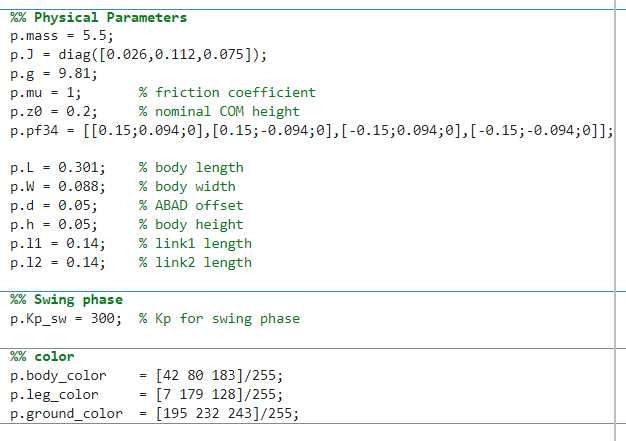 %% Physical Parameters
p.mass = 5.5;
p.J = diag([0.026,0.112,0.075]);
p.g = 9.81;
p.mu = 1;       % friction coefficient
p.z0 = 0.2;     % nominal COM height
p.pf34 = [[0.15;0.094;0],[0.15;-0.094;0],[-0.15;0.094;0],[-0.15;-0.094;0]];
p.L = 0.301;    % body length
p.W = 0.088;    % body width
p.d = 0.05;     % ABAD offset
p.h = 0.05;     % body height
p.l1 = 0.14;    % link1 length
p.l2 = 0.14;    % link2 length
%% Swing phase
p.Kp_sw = 300;  % Kp for swing phase
%% color
p.body_color    = [42 80 183]/255;
p.leg_color     = [7 179 128]/255;
p.ground_color  = [195 232 243]/255;